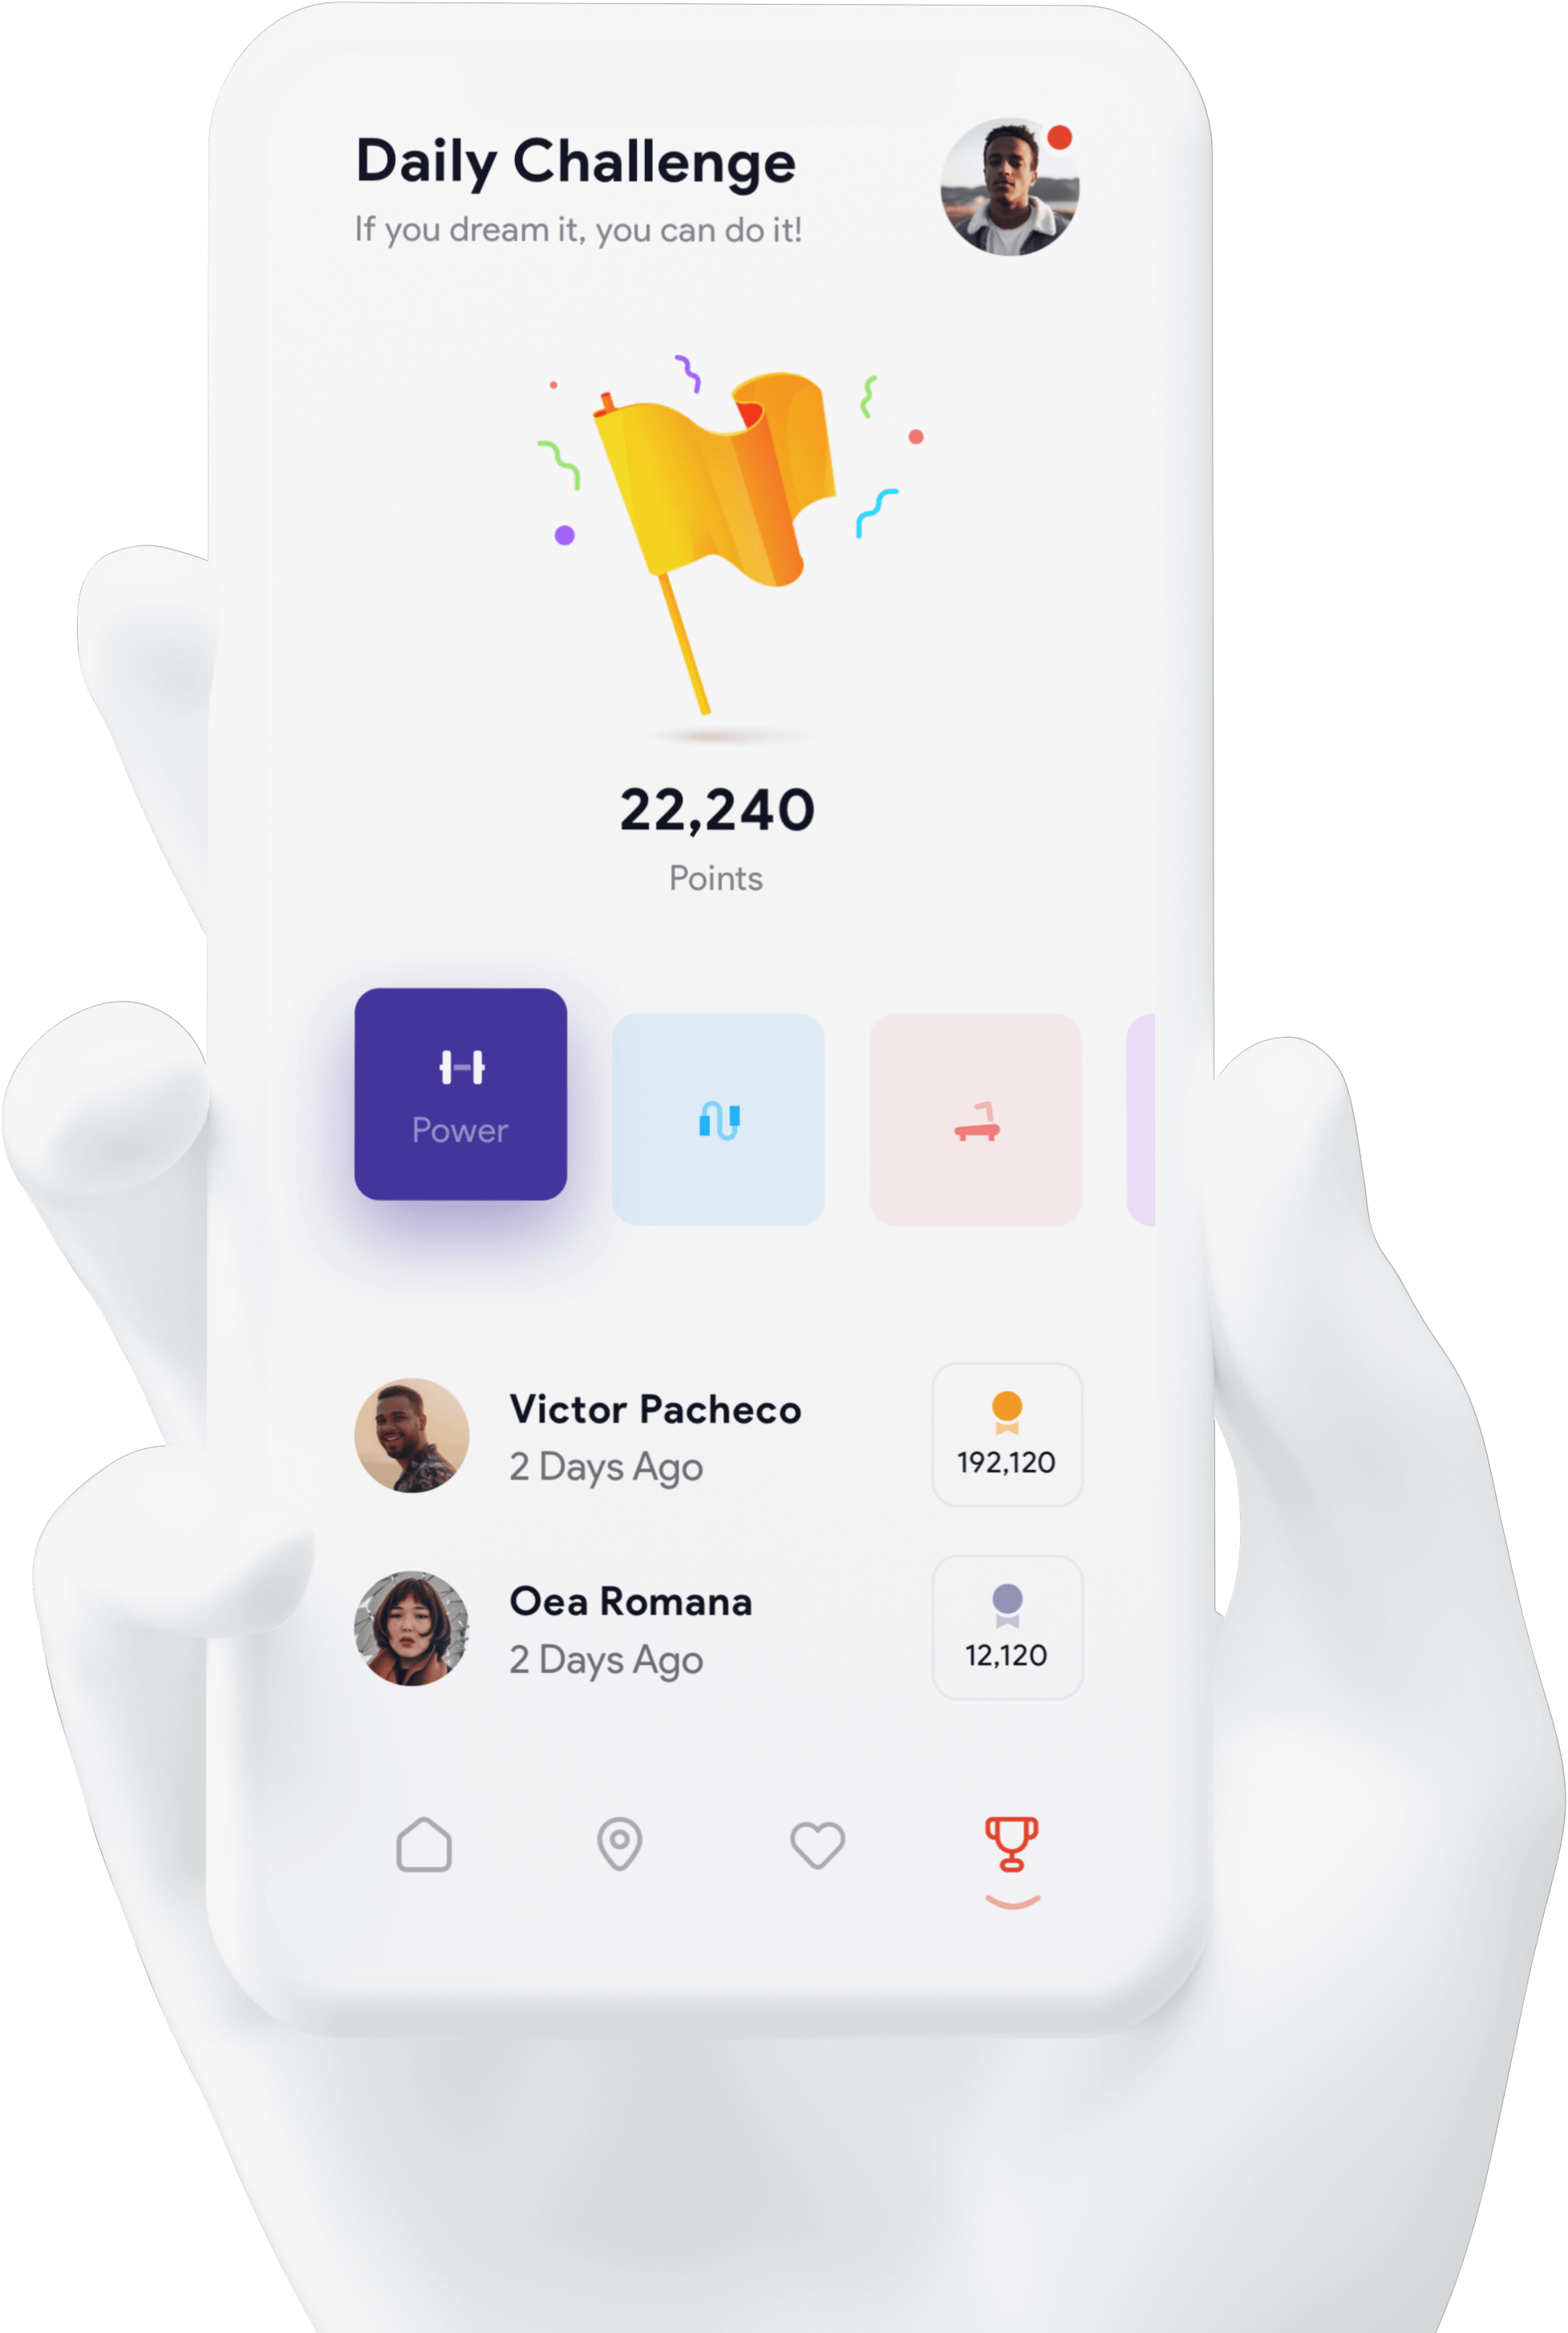 Daily Challenge
If you dream it, you can do it!
22,240
Points
Power
Victor Pacheco
2 Days Ago
192,120
Oea Romana
2 Days Ago
12,120